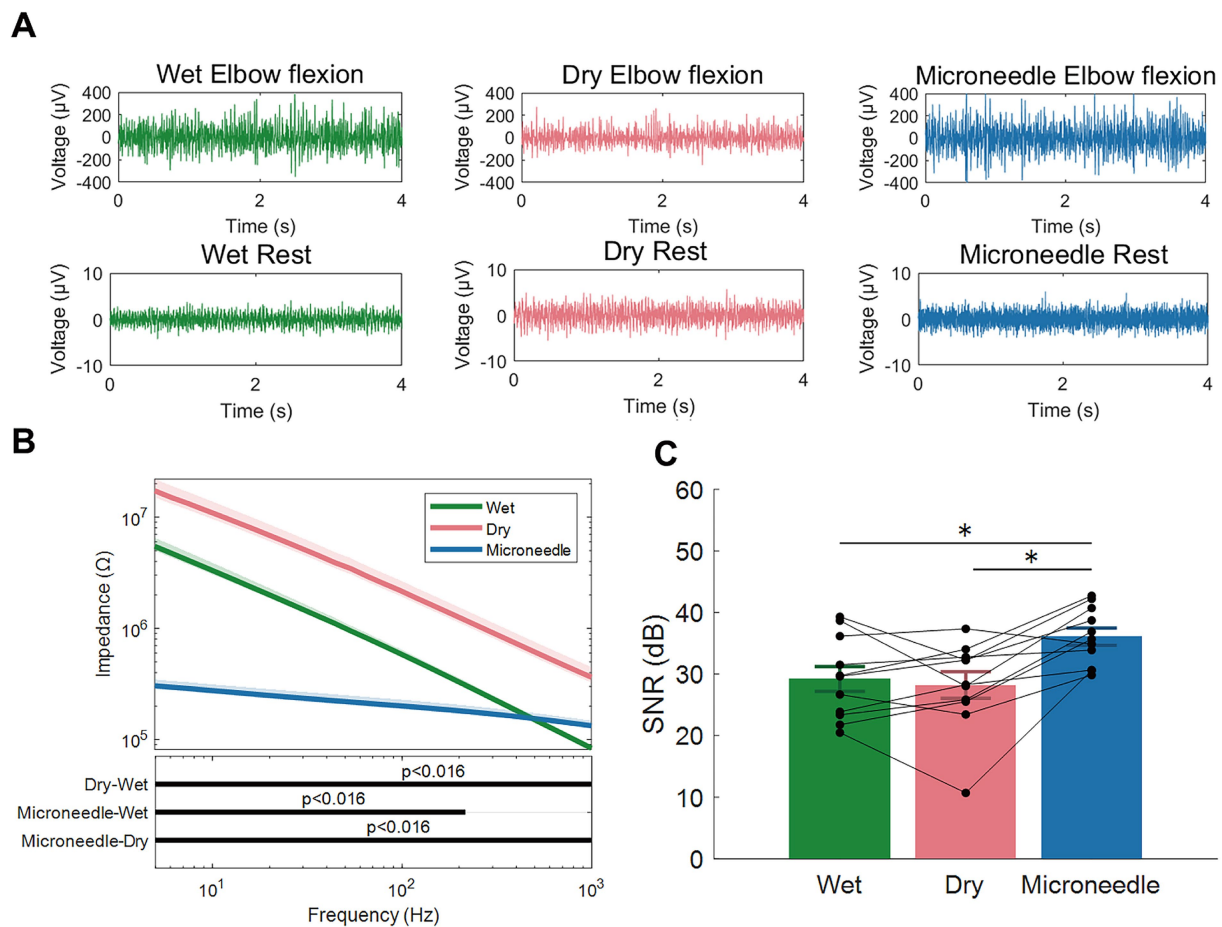 A
Wet Elbow flexion
Dry Elbow flexion
Microneedle Elbow flexion
Voltage (µV)
400
200
0
-200
-400
0
2
4
Time (s)
Voltage (µV)
400
200
0
-200
-400
0
2
4
Time (s)
Voltage (µV)
400
200
0
-200
-400
0
2
4
Time (s)
Wet Rest
Dry Rest
Microneedle Rest
Voltage (µV)
10
0
-10
0
2
4
Time (s)
Voltage (µV)
10
0
-10
0
2
4
Time (s)
Voltage (µV)
10
0
-10
0
2
4
Time (s)
B
Impedance (Ω)
10⁷
10⁶
10⁵
Wet
Dry
Microneedle
Dry-Wet
p<0.016
Microneedle-Wet
p<0.016
Microneedle-Dry
p<0.016
10¹
10²
10³
Frequency (Hz)
C
SNR (dB)
60
50
40
30
20
10
0
*
*
Wet
Dry
Microneedle